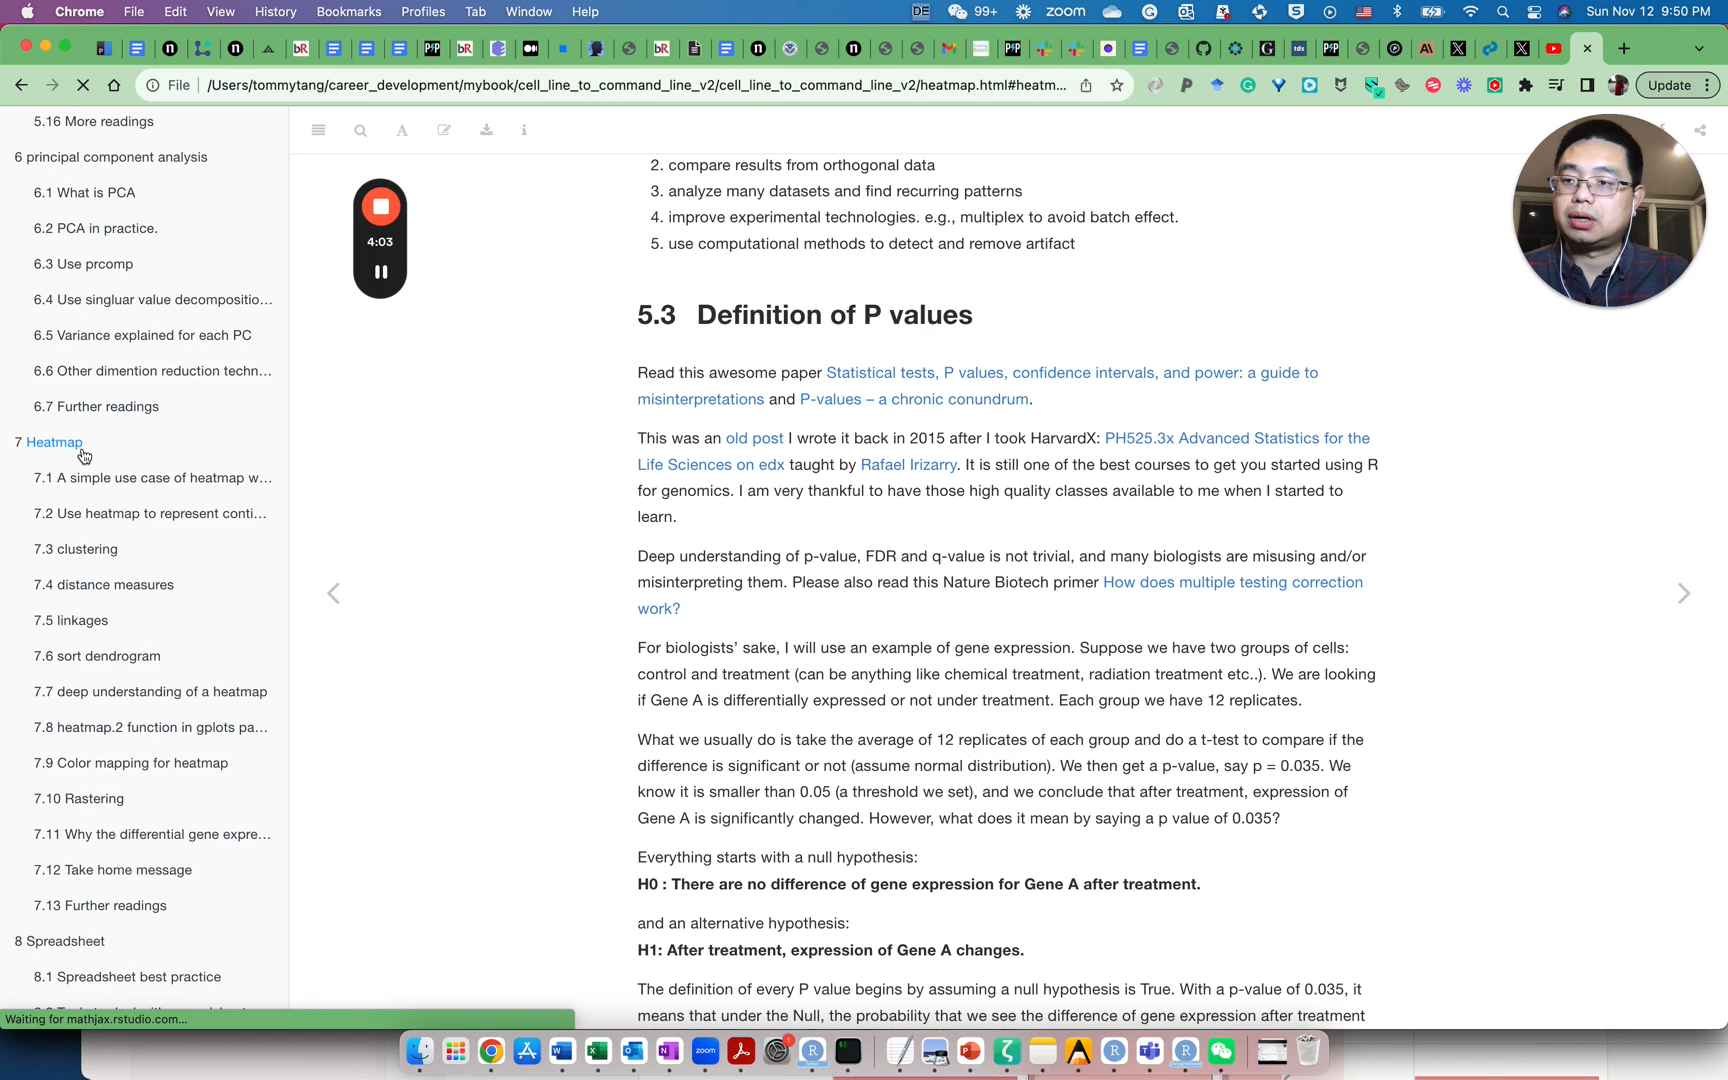 Chrome File Edit View History Bookmarks Profiles Tab Window Help
DE 99+ zoom Sun Nov 12 9:50 PM
File /Users/tommytang/career_development/mybook/cell_line_to_command_line_v2/cell_line_to_command_line_v2/heatmap.html#heatm... Update
5.16 More readings
6 principal component analysis
6.1 What is PCA
6.2 PCA in practice.
6.3 Use prcomp
6.4 Use singluar value decompositio...
6.5 Variance explained for each PC
6.6 Other dimention reduction techn...
6.7 Further readings
7 Heatmap
7.1 A simple use case of heatmap w...
7.2 Use heatmap to represent conti...
7.3 clustering
7.4 distance measures
7.5 linkages
7.6 sort dendrogram
7.7 deep understanding of a heatmap
7.8 heatmap.2 function in gplots pa...
7.9 Color mapping for heatmap
7.10 Rastering
7.11 Why the differential gene expre...
7.12 Take home message
7.13 Further readings
8 Spreadsheet
8.1 Spreadsheet best practice
Waiting for mathjax.rstudio.com...
4:03
2. compare results from orthogonal data
3. analyze many datasets and find recurring patterns
4. improve experimental technologies. e.g., multiplex to avoid batch effect.
5. use computational methods to detect and remove artifact
5.3 Definition of P values
Read this awesome paper Statistical tests, P values, confidence intervals, and power: a guide to
misinterpretations and P-values – a chronic conundrum.
This was an old post I wrote it back in 2015 after I took HarvardX: PH525.3x Advanced Statistics for the
Life Sciences on edx taught by Rafael Irizarry. It is still one of the best courses to get you started using R
for genomics. I am very thankful to have those high quality classes available to me when I started to
learn.
Deep understanding of p-value, FDR and q-value is not trivial, and many biologists are misusing and/or
misinterpreting them. Please also read this Nature Biotech primer How does multiple testing correction
work?
For biologists’ sake, I will use an example of gene expression. Suppose we have two groups of cells:
control and treatment (can be anything like chemical treatment, radiation treatment etc..). We are looking
if Gene A is differentially expressed or not under treatment. Each group we have 12 replicates.
What we usually do is take the average of 12 replicates of each group and do a t-test to compare if the
difference is significant or not (assume normal distribution). We then get a p-value, say p = 0.035. We
know it is smaller than 0.05 (a threshold we set), and we conclude that after treatment, expression of
Gene A is significantly changed. However, what does it mean by saying a p value of 0.035?
Everything starts with a null hypothesis:
H0 : There are no difference of gene expression for Gene A after treatment.
and an alternative hypothesis:
H1: After treatment, expression of Gene A changes.
The definition of every P value begins by assuming a null hypothesis is True. With a p-value of 0.035, it
means that under the Null, the probability that we see the difference of gene expression after treatment